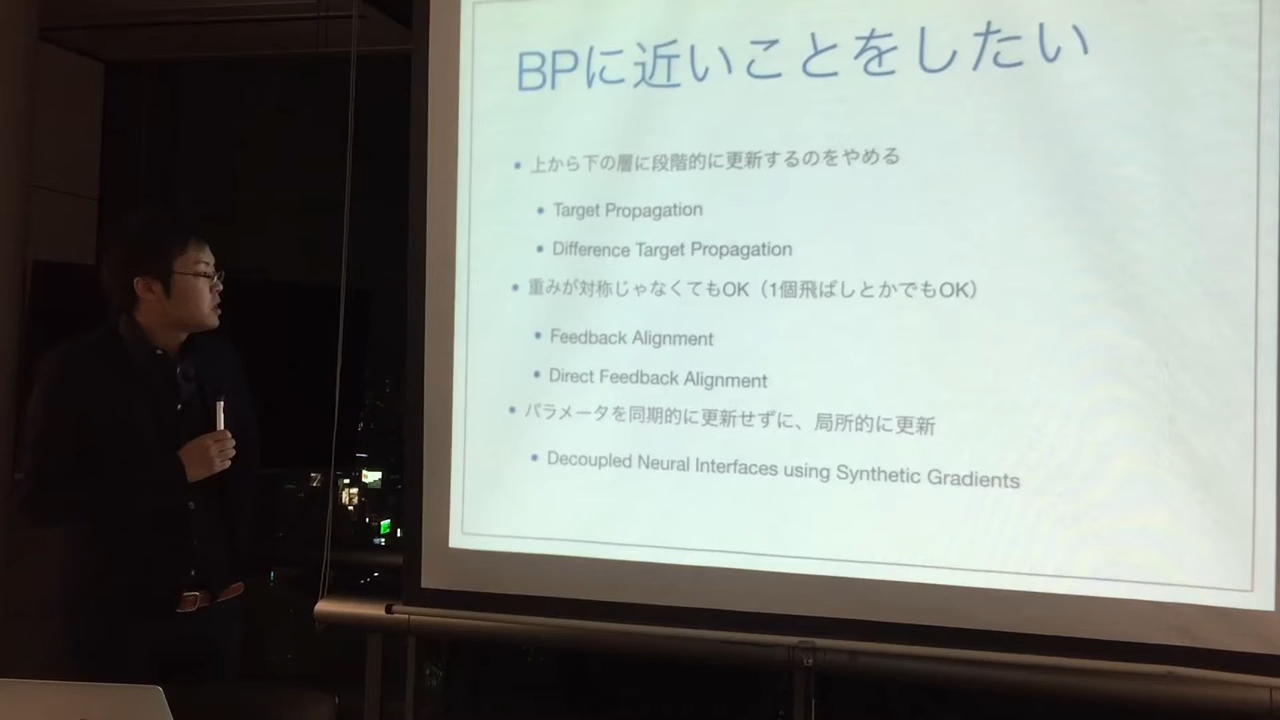 BPに近いことをしたい
• 上から下の層に段階的に更新するのをやめる
• Target Propagation
• Difference Target Propagation
• 重みが対称じゃなくてもOK（1個飛ばしとかでもOK）
• Feedback Alignment
• Direct Feedback Alignment
• パラメータを同期的に更新せずに、局所的に更新
• Decoupled Neural Interfaces using Synthetic Gradients